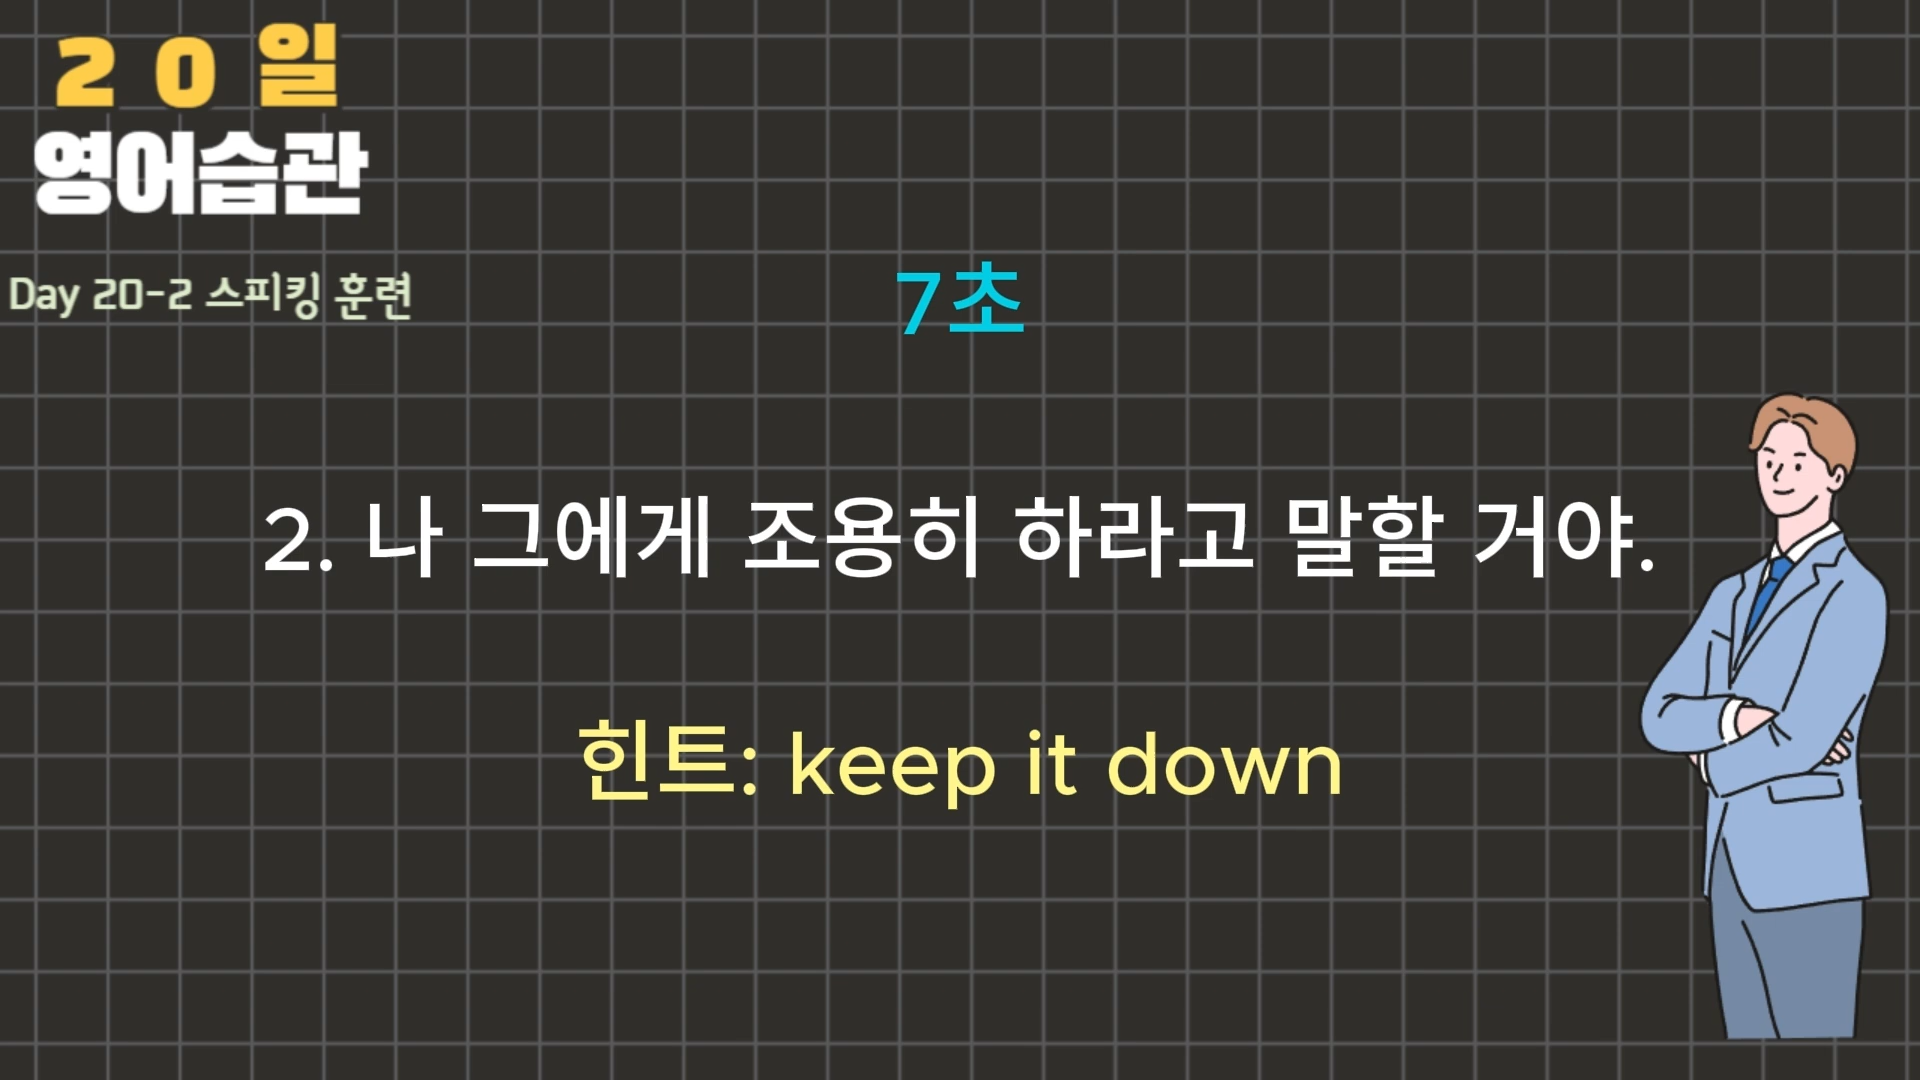 20일
영어습관
Day 20-2 스피킹 훈련
7초
2. 나 그에게 조용히 하라고 말할 거야.
힌트: keep it down